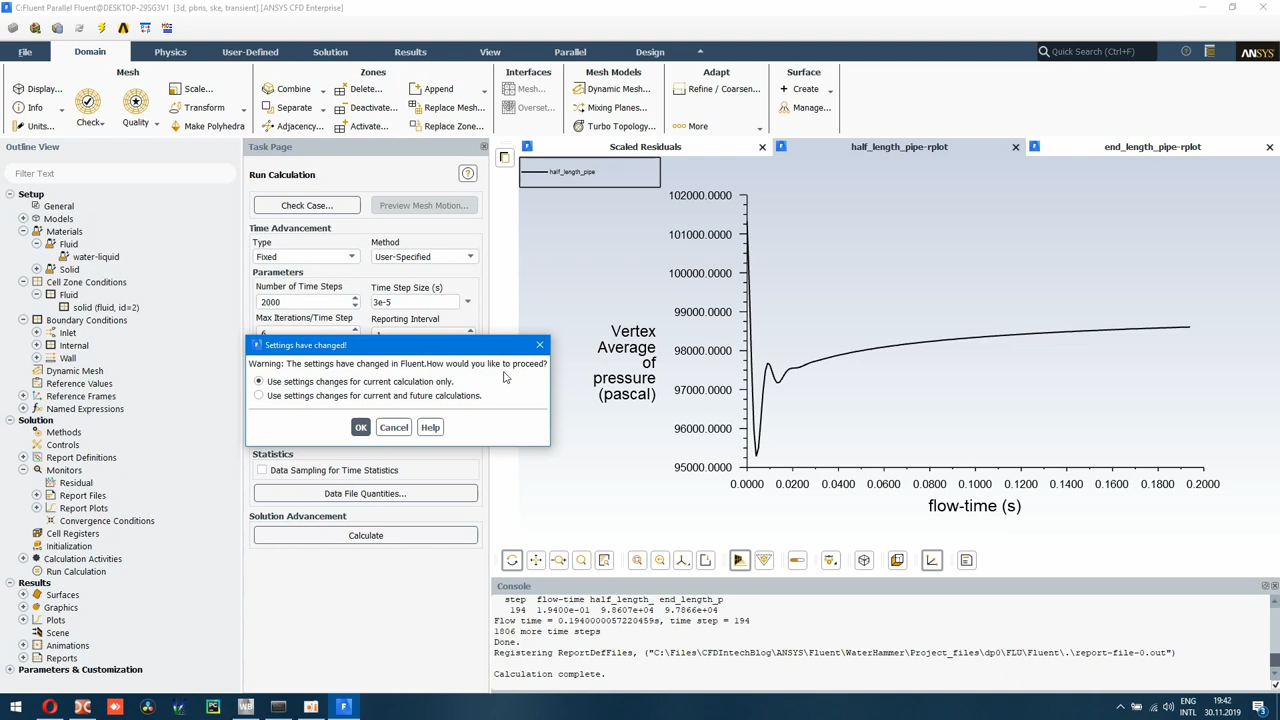 C:Fluent Parallel Fluent@DESKTOP-29SG3V1 [3d, pbns, ske, transient] [ANSYS CFD Enterprise]
File Domain Physics User-Defined Solution Results View Parallel Design Quick Search (Ctrl+F) ANSYS
Mesh Zones Interfaces Mesh Models Adapt Surface
Display... Scale... Combine Delete... Append Mesh... Dynamic Mesh... Refine / Coarsen... Create
Info Check Quality Transform Separate Deactivate... Replace Mesh... Overset... Mixing Planes... Manage...
Units... Make Polyhedra Adjacency... Activate... Replace Zone... Turbo Topology... More
Outline View
Filter Text
Setup
General
Models
Materials
Fluid
water-liquid
Solid
Cell Zone Conditions
Fluid
solid (fluid, id=2)
Boundary Conditions
Inlet
Internal
Wall
Dynamic Mesh
Reference Values
Reference Frames
Named Expressions
Solution
Methods
Controls
Report Definitions
Monitors
Residual
Report Files
Report Plots
Convergence Conditions
Cell Registers
Initialization
Calculation Activities
Run Calculation
Results
Surfaces
Graphics
Plots
Scene
Animations
Reports
Parameters & Customization
Task Page
Run Calculation
Check Case... Preview Mesh Motion...
Time Advancement
Type Method
Fixed User-Specified
Parameters
Number of Time Steps Time Step Size (s)
2000 3e-5
Max Iterations/Time Step Reporting Interval
Settings have changed!
Warning: The settings have changed in Fluent.How would you like to proceed?
Use settings changes for current calculation only.
Use settings changes for current and future calculations.
OK Cancel Help
Statistics
Data Sampling for Time Statistics
Data File Quantities...
Solution Advancement
Calculate
Scaled Residuals half_length_pipe-rplot end_length_pipe-rplot
half_length_pipe
102000.0000
101000.0000
100000.0000
99000.0000
98000.0000
97000.0000
96000.0000
95000.0000
Vertex
Average
of
pressure
(pascal)
0.0000 0.0200 0.0400 0.0600 0.0800 0.1000 0.1200 0.1400 0.1600 0.1800 0.2000
flow-time (s)
Console
step flow-time half_length_ end_length_p
194 1.9400e-01 9.8607e+04 9.7866e+04
Flow time = 0.1940000057220459s, time step = 194
1806 more time steps
Done.
Registering ReportDefFiles, ("C:\Files\CFDIntechBlog\ANSYS\Fluent\WaterHammer\Project_files\dp0\FLU\Fluent\.\report-file-0.out")
Calculation complete.
ENG
INTL
19:42
30.11.2019
3